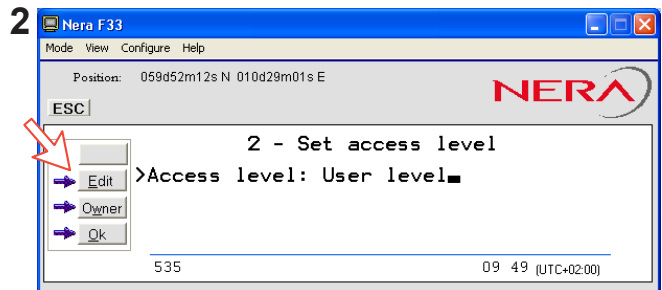 2
Nera F33
Mode View Configure Help
Position: 059d52m12s N 010d29m01s E
NERA
ESC
2 - Set access level
Edit
>Access level: User level
Owner
Ok
535
09 49 (UTC+02:00)